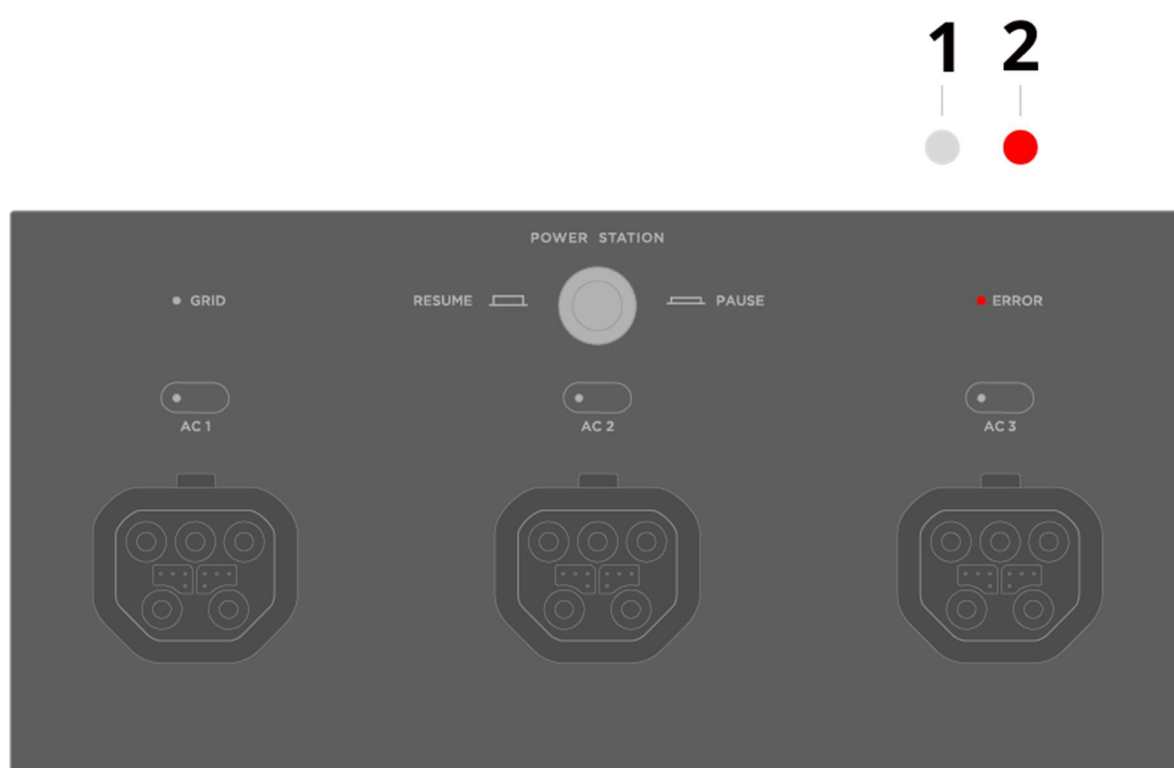 1 2
POWER STATION
GRID
RESUME
PAUSE
ERROR
AC 1
AC 2
AC 3